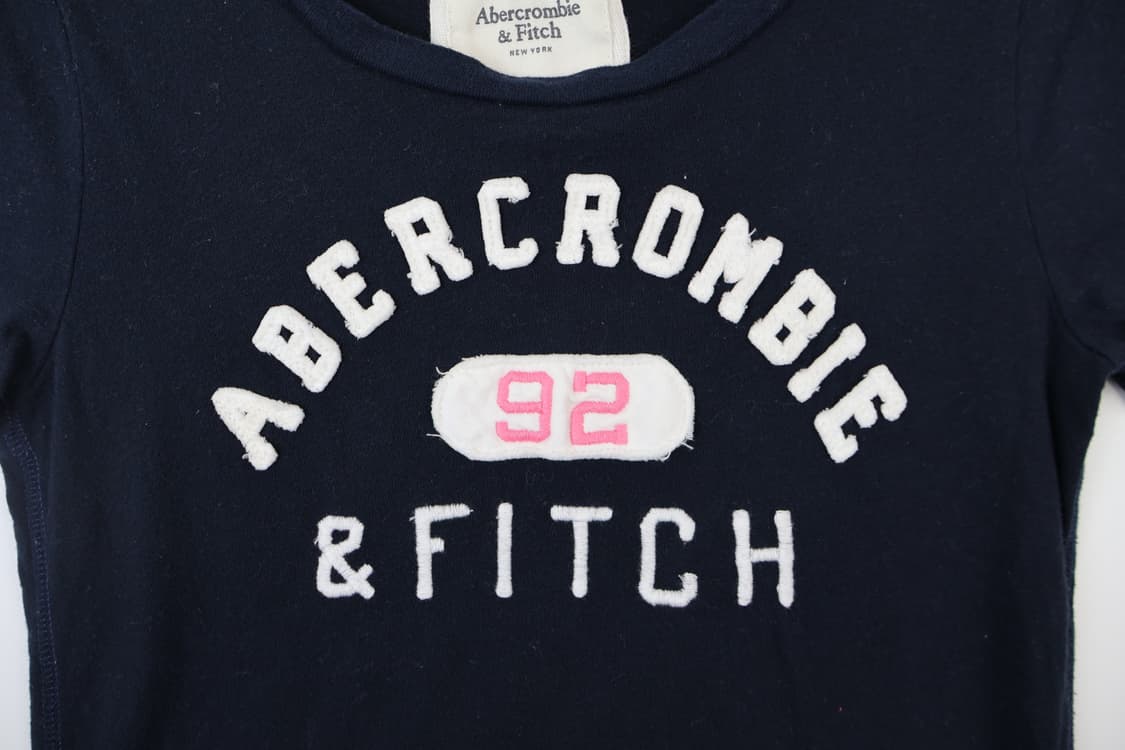 Abercrombie
& Fitch
NEW YORK
ABERCROMBIE
92
& FITCH